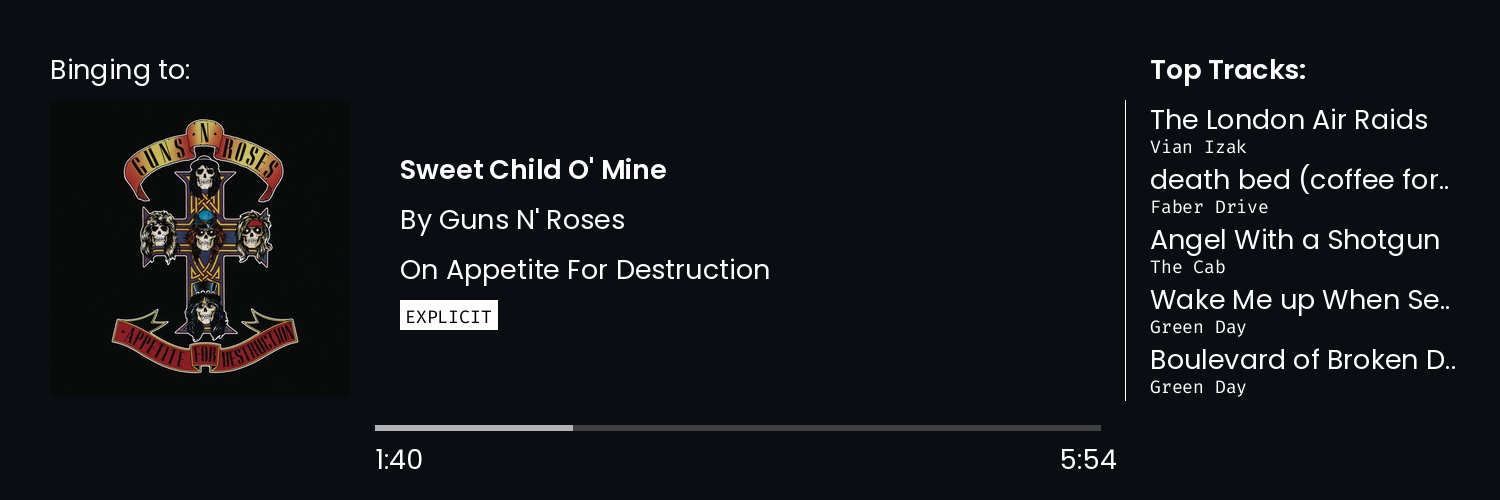 Binging to:
GUNS N' ROSES
APPETITE FOR DESTRUCTION
Sweet Child O' Mine
By Guns N' Roses
On Appetite For Destruction
EXPLICIT
1:40
5:54
Top Tracks:
The London Air Raids
Vian Izak
death bed (coffee for..
Faber Drive
Angel With a Shotgun
The Cab
Wake Me up When Se..
Green Day
Boulevard of Broken D..
Green Day